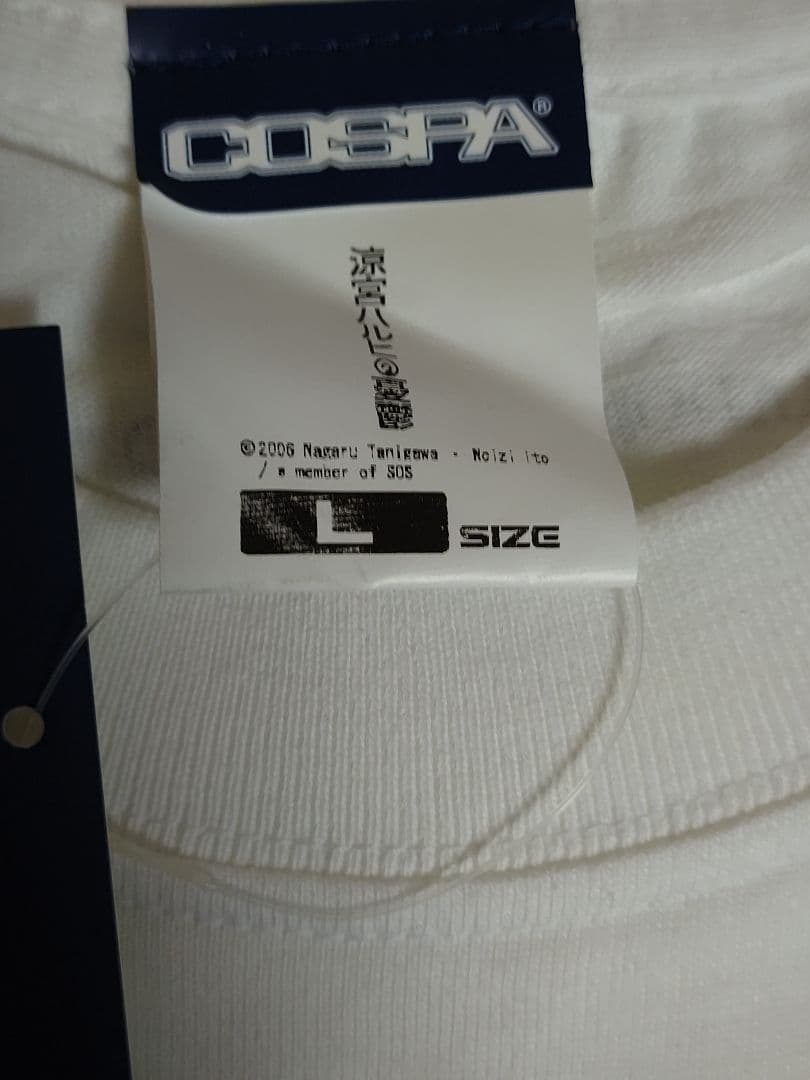 COSPA®
涼宮ハルヒの憂鬱
©2006 Nagaru Tanigawa · Noizi ito
/ a member of SOS
L SIZE